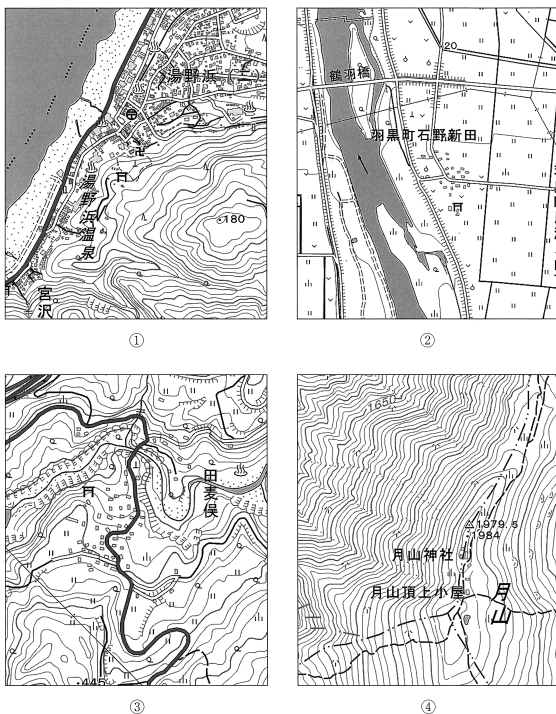 湯野浜(一)
湯野浜温泉
180
宮沢
①
20
鶴羽橋
羽黒町石野新田
②
田麦俣
445
③
1650
1979.5
1984
月山神社
月山頂上小屋
月山
④